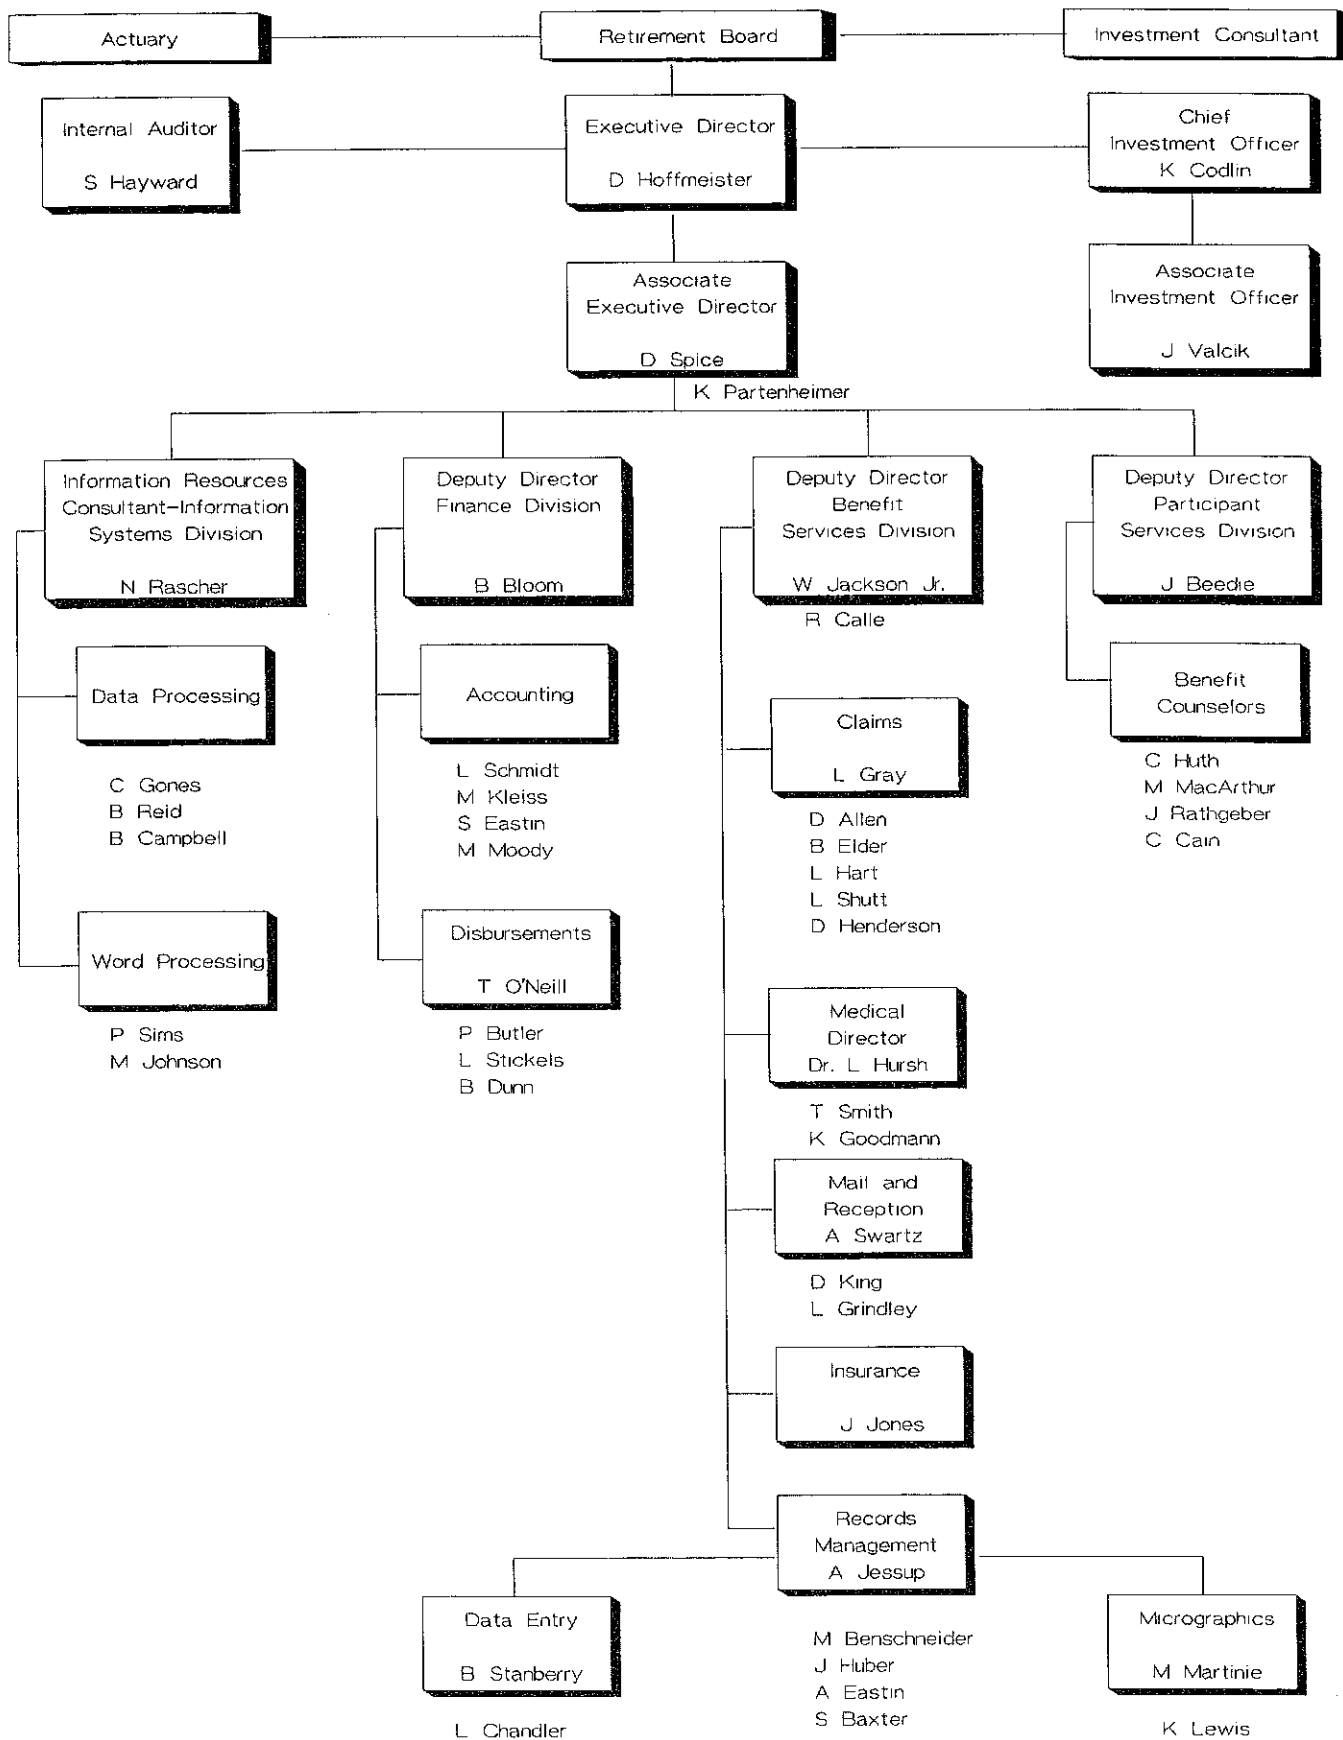 Actuary
Retirement Board
Investment Consultant
Internal Auditor
S Hayward
Executive Director
D Hoffmeister
Chief
Investment Officer
K Codlin
Associate
Executive Director
D Spice
K Partenheimer
Associate
Investment Officer
J Valcik
Information Resources
Consultant-Information
Systems Division
N Rascher
Deputy Director
Finance Division
B Bloom
Deputy Director
Benefit
Services Division
W Jackson Jr.
R Calle
Deputy Director
Participant
Services Division
J Beedie
Data Processing
C Gones
B Reid
B Campbell
Accounting
L Schmidt
M Kleiss
S Eastin
M Moody
Claims
L Gray
D Allen
B Elder
L Hart
L Shutt
D Henderson
Benefit
Counselors
C Huth
M MacArthur
J Rathgeber
C Cain
Word Processing
P Sims
M Johnson
Disbursements
T O'Neill
P Butler
L Stickels
B Dunn
Medical
Director
Dr. L Hursh
T Smith
K Goodmann
Mail and
Reception
A Swartz
D King
L Grindley
Insurance
J Jones
Records
Management
A Jessup
M Benschneider
J Huber
A Eastin
S Baxter
Data Entry
B Stanberry
L Chandler
Micrographics
M Martinie
K Lewis